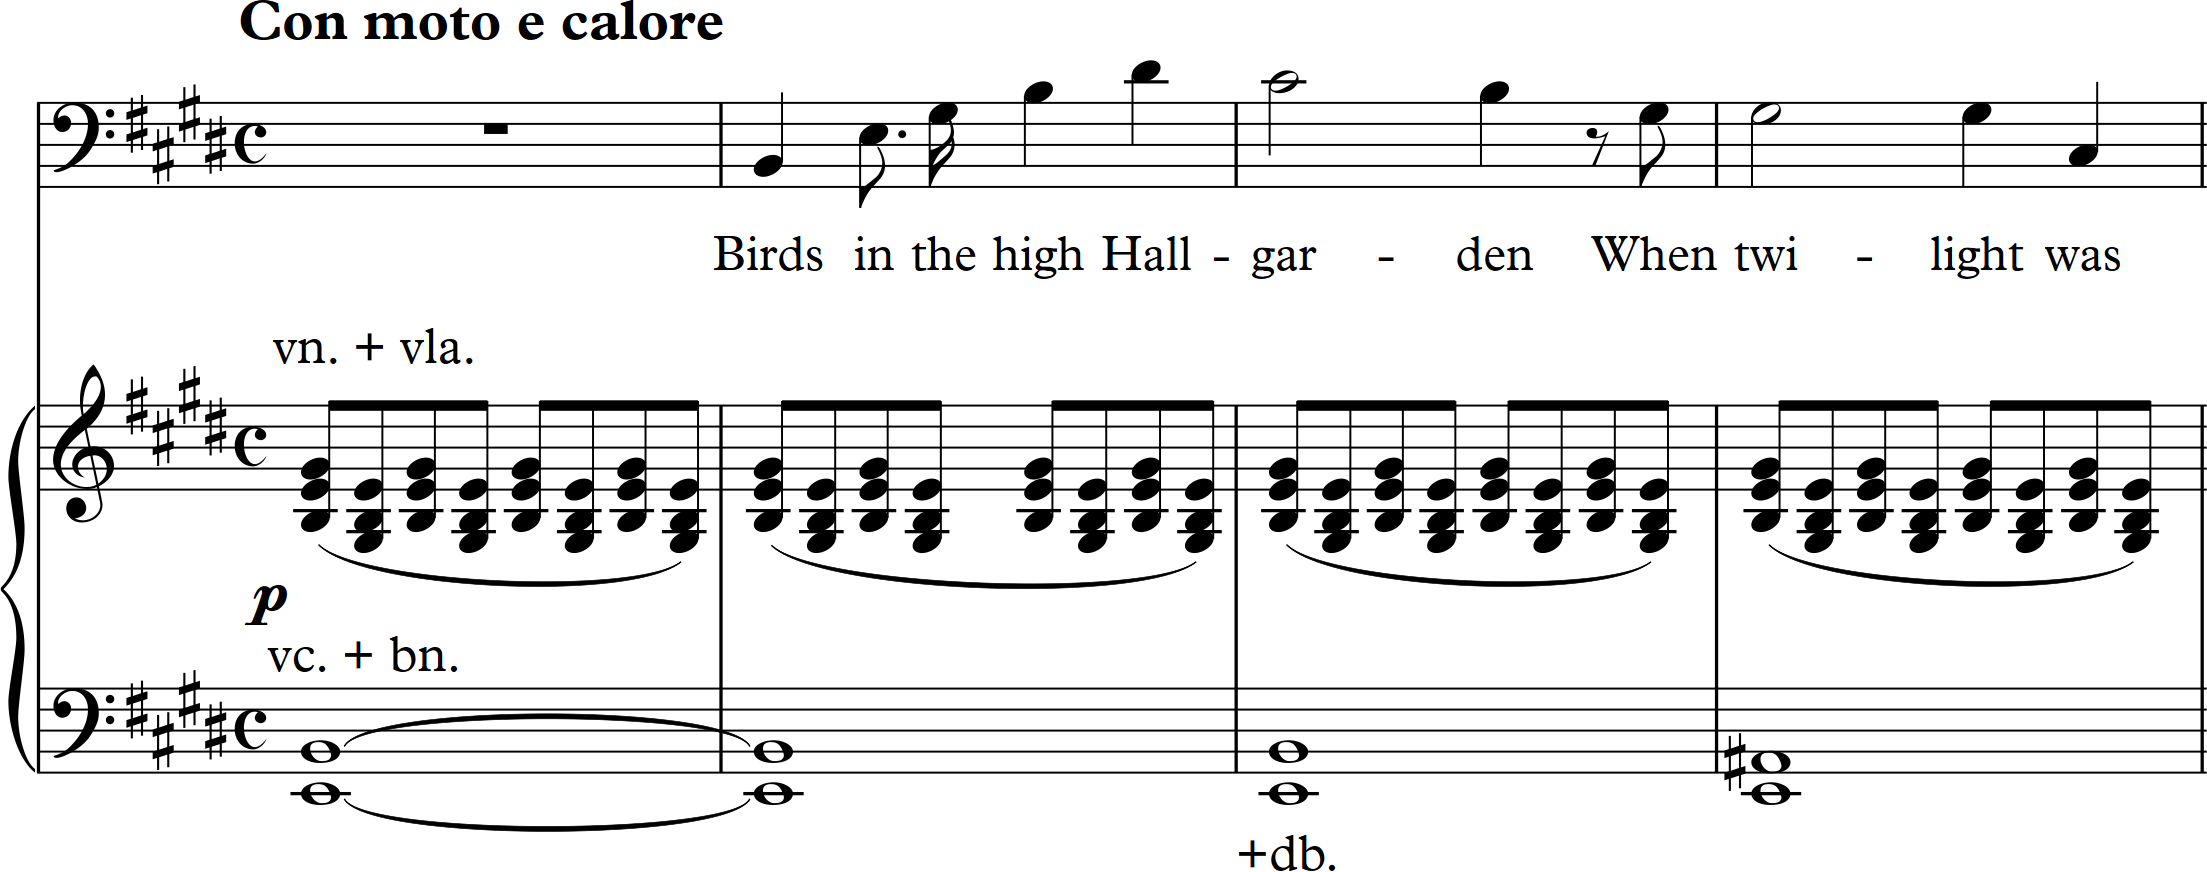 Con moto e calore
Birds in the high Hall - gar - den When twi - light was
vn. + vla.
p
vc. + bn.
+db.